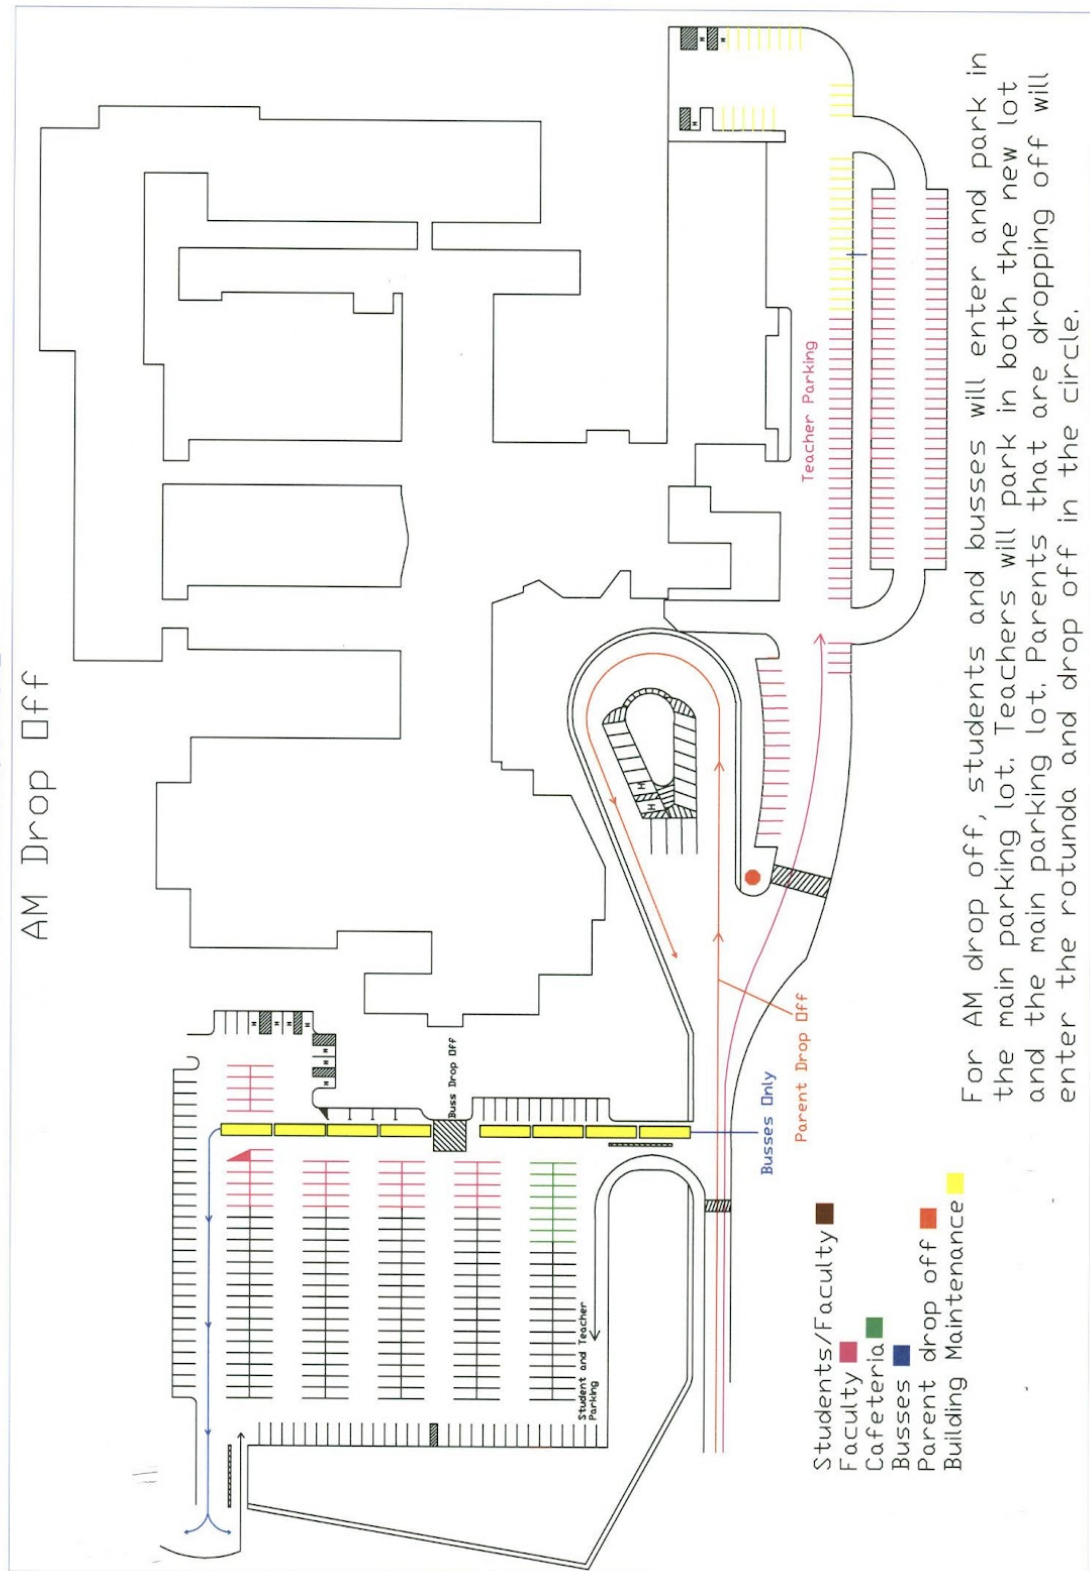 AM Drop Off
Teacher Parking
Buss Drop Off
Busses Only
Parent Drop Off
Student and Teacher
Parking
H
H
H
H
H
H
H
H
H
H
H
Students/Faculty
Faculty
Cafeteria
Busses
Parent drop off
Building Maintenance
For AM drop off, students and busses will enter and park in
the main parking lot. Teachers will park in both the new lot
and the main parking lot. Parents that are dropping off will
enter the rotunda and drop off in the circle.